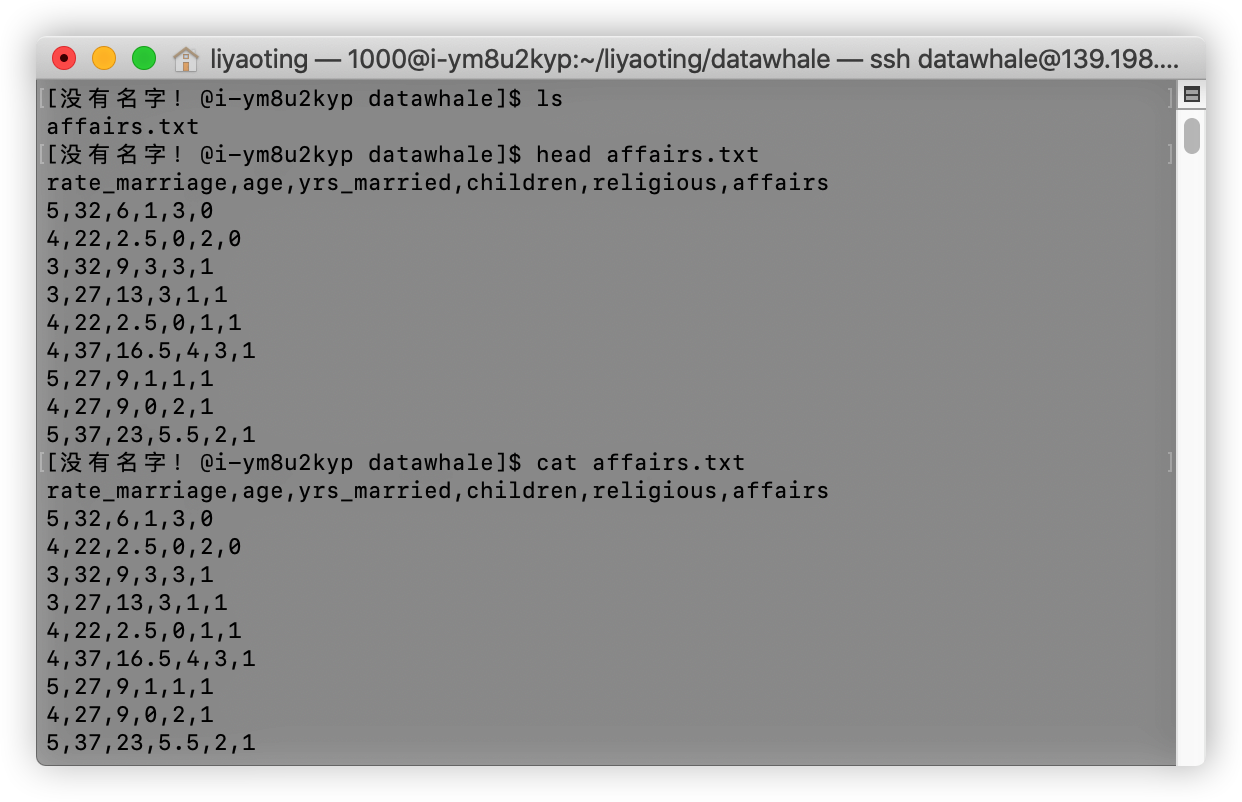 liyaoting — 1000@i-ym8u2kyp:~/liyaoting/datawhale — ssh datawhale@139.198....
[[没有名字！@i-ym8u2kyp datawhale]$ ls ]
affairs.txt
[[没有名字！@i-ym8u2kyp datawhale]$ head affairs.txt ]
rate_marriage,age,yrs_married,children,religious,affairs
5,32,6,1,3,0
4,22,2.5,0,2,0
3,32,9,3,3,1
3,27,13,3,1,1
4,22,2.5,0,1,1
4,37,16.5,4,3,1
5,27,9,1,1,1
4,27,9,0,2,1
5,37,23,5.5,2,1
[[没有名字！@i-ym8u2kyp datawhale]$ cat affairs.txt ]
rate_marriage,age,yrs_married,children,religious,affairs
5,32,6,1,3,0
4,22,2.5,0,2,0
3,32,9,3,3,1
3,27,13,3,1,1
4,22,2.5,0,1,1
4,37,16.5,4,3,1
5,27,9,1,1,1
4,27,9,0,2,1
5,37,23,5.5,2,1